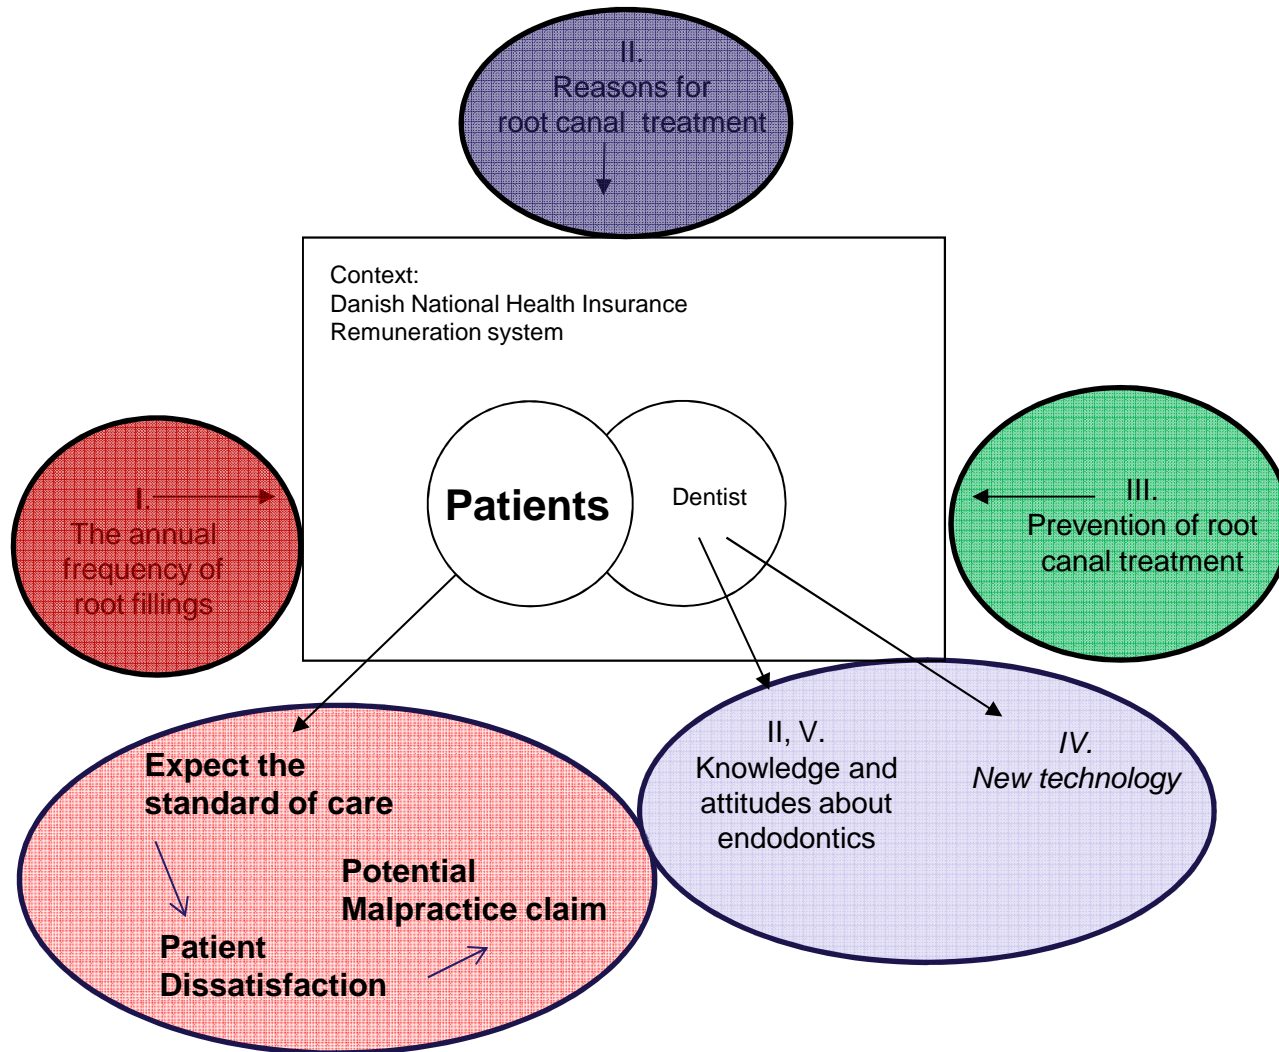 II.
Reasons for
root canal treatment
Context:
Danish National Health Insurance
Remuneration system
Patients
Dentist
I.
The annual
frequency of
root fillings
III.
Prevention of root
canal treatment
Expect the
standard of care
Potential
Malpractice claim
Patient
Dissatisfaction
II, V.
Knowledge and
attitudes about
endodontics
IV.
New technology